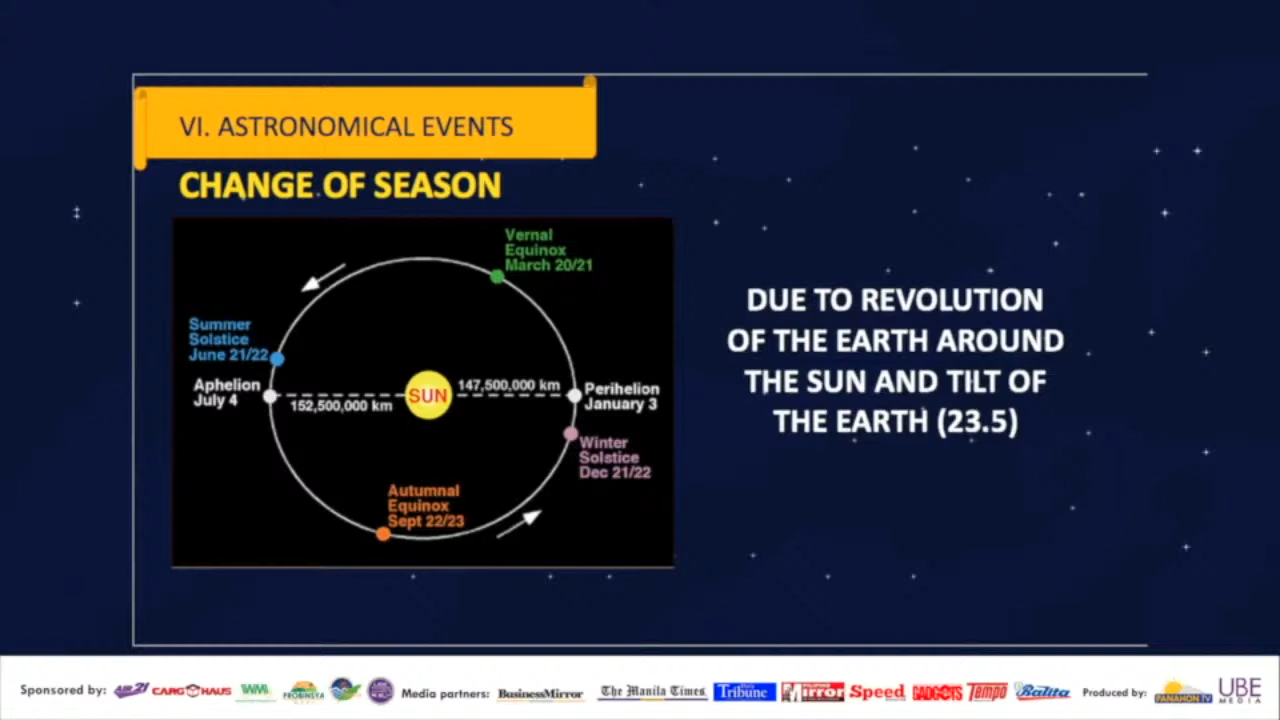 VI. ASTRONOMICAL EVENTS
CHANGE OF SEASON
Vernal
Equinox
March 20/21
Summer
Solstice
June 21/22
Aphelion
July 4
152,500,000 km
SUN
147,500,000 km
Perihelion
January 3
Winter
Solstice
Dec 21/22
Autumnal
Equinox
Sept 22/23
DUE TO REVOLUTION
OF THE EARTH AROUND
THE SUN AND TILT OF
THE EARTH (23.5)
Sponsored by: AIR21 CARGOHAUS WM PROBINSYA Media partners: BusinessMirror The Manila Times. Tribune Mirror Speed GADGETS Tempo Balita Produced by: PANAHON TV UBE MEDIA